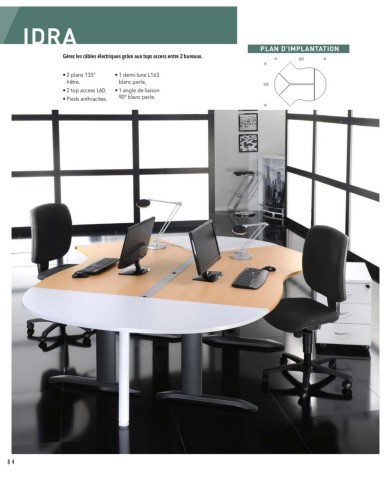 IDRA
Gérez les câbles électriques grâce aux tops access entre 2 bureaux.
• 2 plans 135°
hêtre.
• 2 top access L60.
• Pieds anthracites.
• 1 demi-lune L163
blanc perle.
• 1 angle de liaison
90° blanc perle.
PLAN D'IMPLANTATION
84